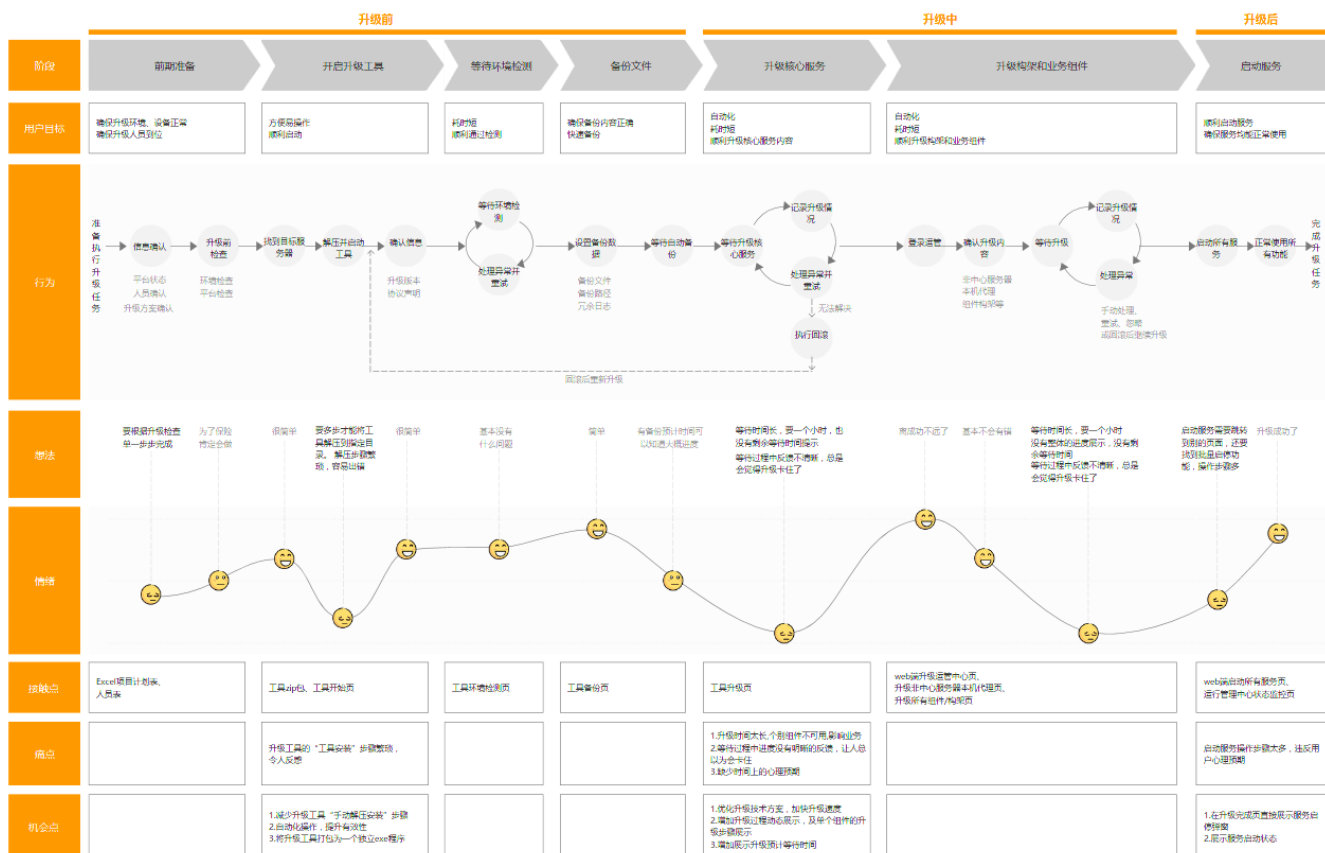 升级前
升级中
升级后
阶段
前期准备
开启升级工具
等待环境检测
备份文件
升级核心服务
升级构架和业务组件
启动服务
用户目标
确保升级环境、设备正常
确保升级人员到位
方便易操作
顺利启动
耗时短
顺利通过检测
确保备份内容正确
快速备份
自动化
耗时短
顺利升级核心服务内容
自动化
耗时短
顺利升级构架和业务组件
顺利启动服务
确保服务均能正常使用
行为
准备执行升级任务
信息确认
平台状态
人员确认
升级方案确认
升级前
检查
环境检查
平台检查
找到目标服
务器
解压并启动
工具
确认信息
升级版本
协议声明
等待环境检
测
处理异常并
重试
设置备份数
据
备份文件
备份路径
冗余日志
等待自动备
份
等待升级核
心服务
记录升级情
况
处理异常并
重试
无法解决
执行回滚
回滚后重新升级
登录运管
确认升级内
容
非中心服务器
本机代理
组件构架等
等待升级
记录升级情
况
处理异常
手动处理、
重试、忽略
或回滚后继续升级
启动所有服
务
正常使用所
有功能
完成升级任务
想法
要根据升级检查
单一步步完成
为了保险
肯定会做
很简单
要多步才能将工
具解压到指定目
录。 解压步骤繁
琐，容易出错
很简单
基本没有
什么问题
简单
有备份预计时间可
以知道大概进度
等待时间长，要一个小时，也
没有剩余等待时间提示
等待过程中反馈不清晰，总是
会觉得升级卡住了
离成功不远了
基本不会有错
等待时间长，要一个小时
没有整体的进度展示，没有剩
余等待时间
等待过程中反馈不清晰，总是
会觉得升级卡住了
启动服务需要跳转
到别的页面，还要
找到批量启停功
能，操作步骤多
升级成功了
情绪
接触点
Excel项目计划表、
人员表
工具zip包、工具开始页
工具环境检测页
工具备份页
工具升级页
web端升级运管中心页、
升级非中心服务器本机代理页、
升级所有组件/构架页
web端启动所有服务页、
运行管理中心状态监控页
痛点
升级工具的“工具安装”步骤繁琐，
令人反感
1.升级时间太长,个别组件不可用,影响业务
2.等待过程中进度没有明晰的反馈，让人总
以为会卡住
3.缺少时间上的心理预期
启动服务操作步骤太多，违反用
户心理预期
机会点
1.减少升级工具“手动解压安装”步骤
2.自动化操作，提升有效性
3.将升级工具打包为一个独立exe程序
1.优化升级技术方案，加快升级速度
2.增加升级过程动态展示，及单个组件的升
级步骤展示
3.增加展示升级预计等待时间
1.在升级完成页直接展示服务启
停弹窗
2.展示服务启动状态